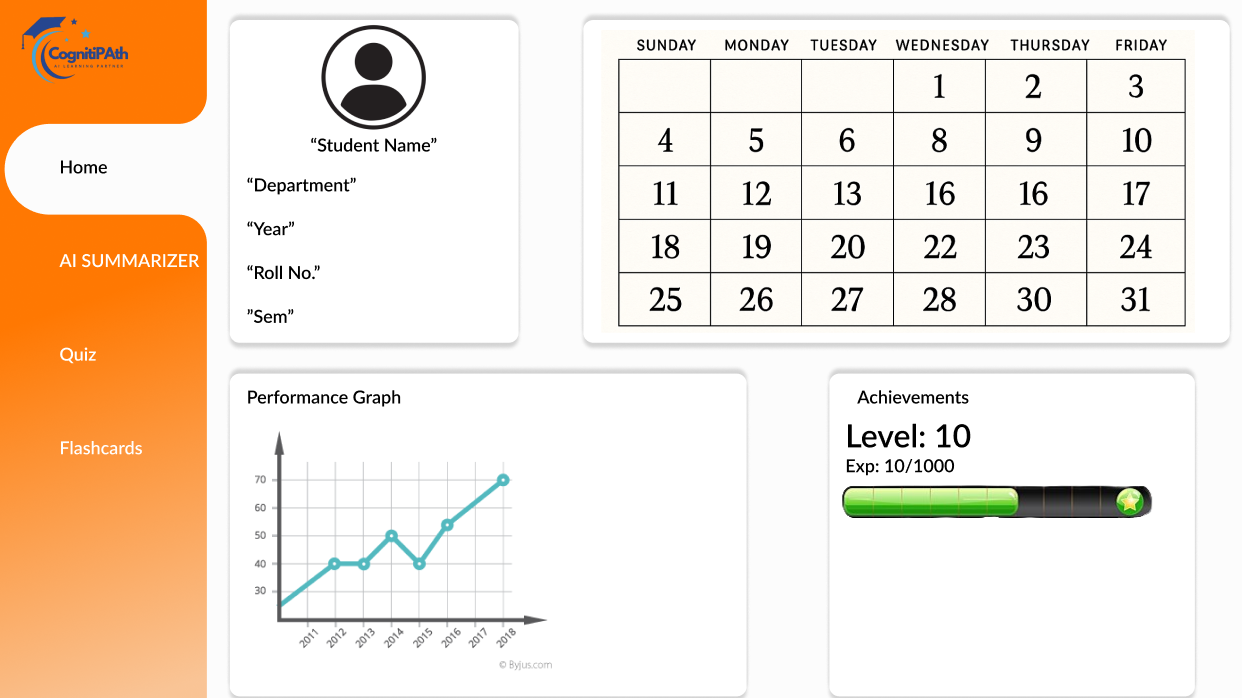 CognitiPAth
AI LEARNING PARTNER
Home
AI SUMMARIZER
Quiz
Flashcards
“Student Name”
“Department”
“Year”
“Roll No.”
”Sem”
SUNDAY MONDAY TUESDAY WEDNESDAY THURSDAY FRIDAY
1 2 3
4 5 6 8 9 10
11 12 13 16 16 17
18 19 20 22 23 24
25 26 27 28 30 31
Performance Graph
70
60
50
40
30
2011 2012 2013 2014 2015 2016 2017 2018
© Byjus.com
Achievements
Level: 10
Exp: 10/1000